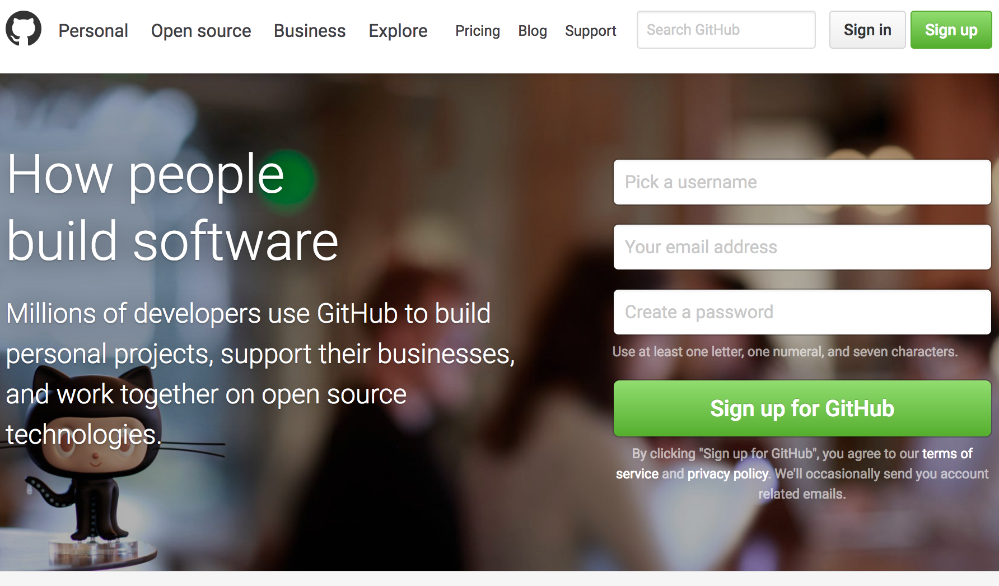 Personal Open source Business Explore Pricing Blog Support Search GitHub Sign in Sign up
How people
build software
Millions of developers use GitHub to build
personal projects, support their businesses,
and work together on open source
technologies.
Pick a username
Your email address
Create a password
Use at least one letter, one numeral, and seven characters.
Sign up for GitHub
By clicking "Sign up for GitHub", you agree to our terms of
service and privacy policy. We'll occasionally send you account
related emails.